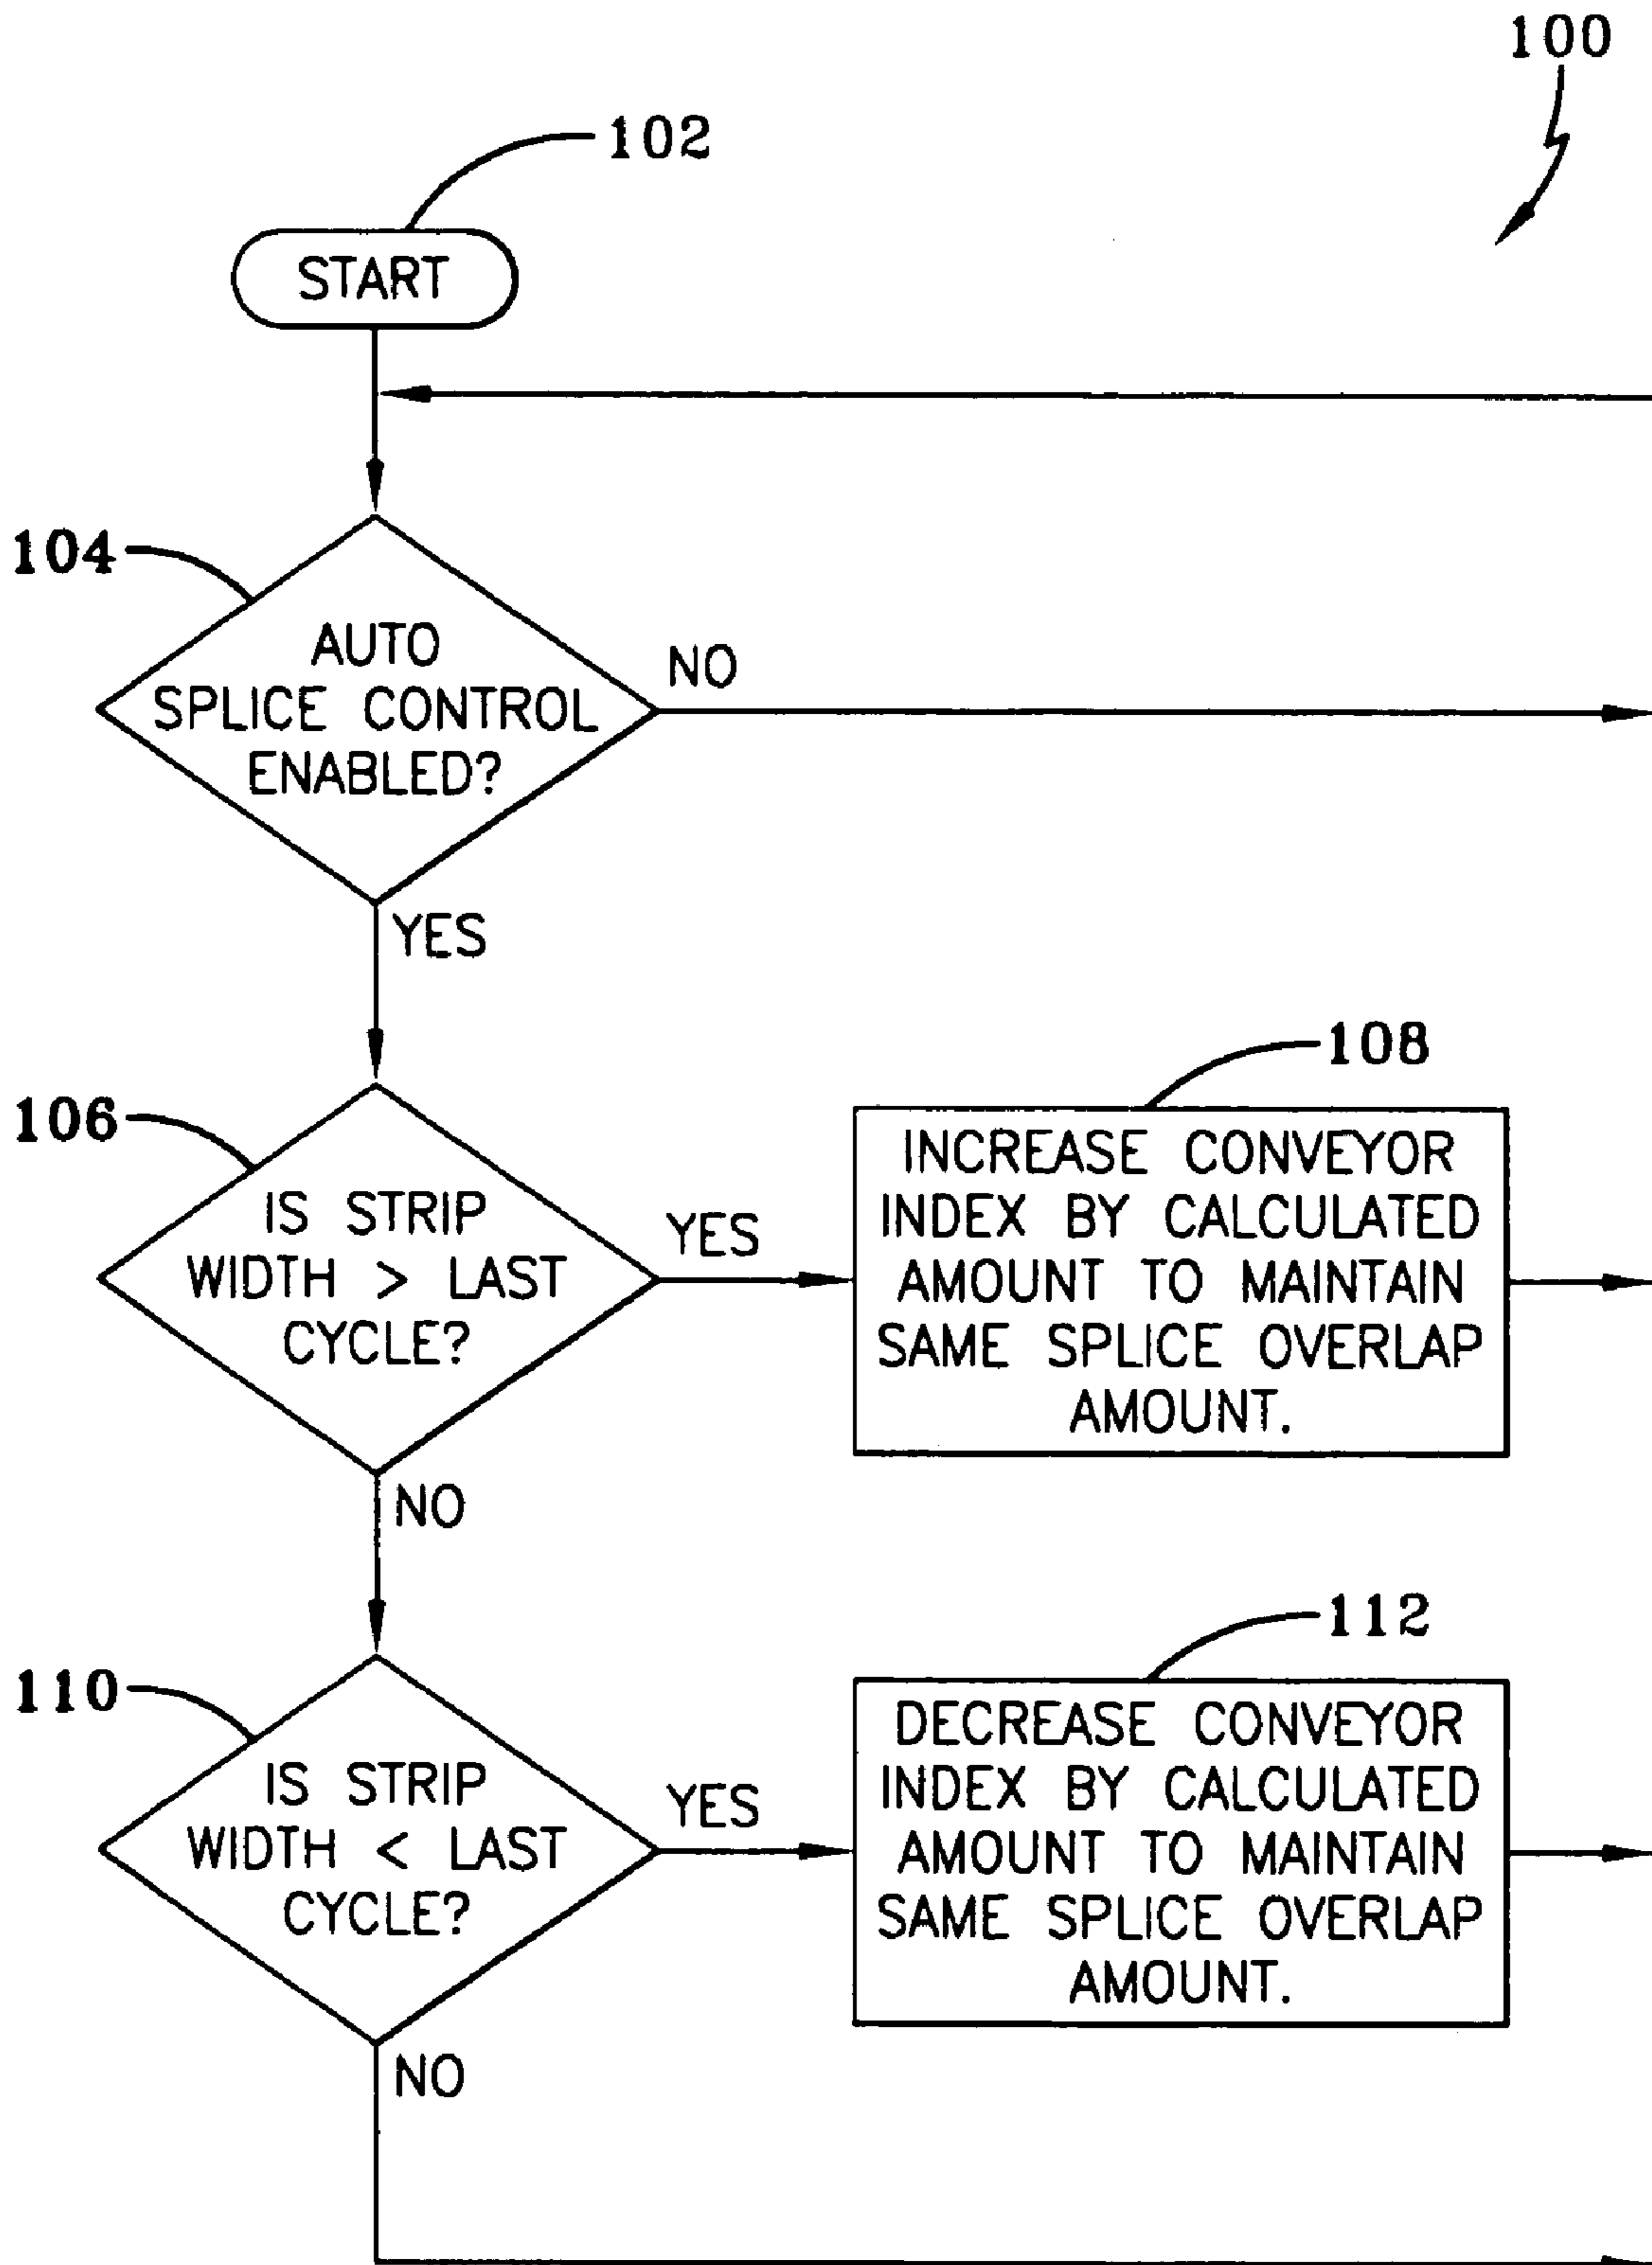 100
102
START
104
AUTO
SPLICE CONTROL
ENABLED?
NO
YES
106
IS STRIP
WIDTH > LAST
CYCLE?
YES
108
INCREASE CONVEYOR
INDEX BY CALCULATED
AMOUNT TO MAINTAIN
SAME SPLICE OVERLAP
AMOUNT.
NO
110
IS STRIP
WIDTH < LAST
CYCLE?
YES
112
DECREASE CONVEYOR
INDEX BY CALCULATED
AMOUNT TO MAINTAIN
SAME SPLICE OVERLAP
AMOUNT.
NO